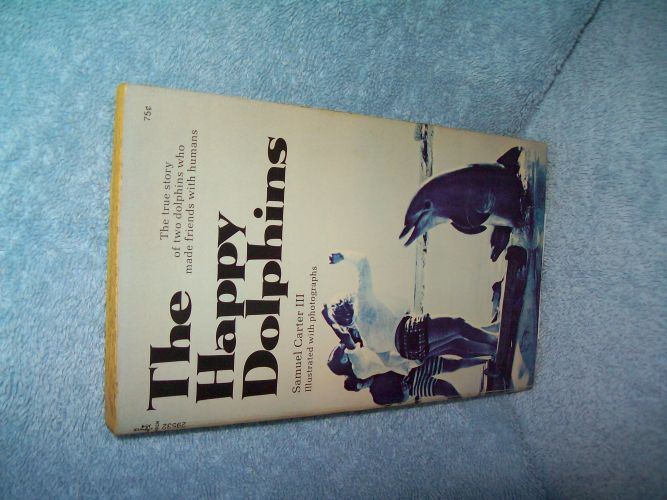 75¢
The true story
of two dolphins who
made friends with humans
The
Happy
Dolphins
Samuel Carter III
Illustrated with photographs
29532